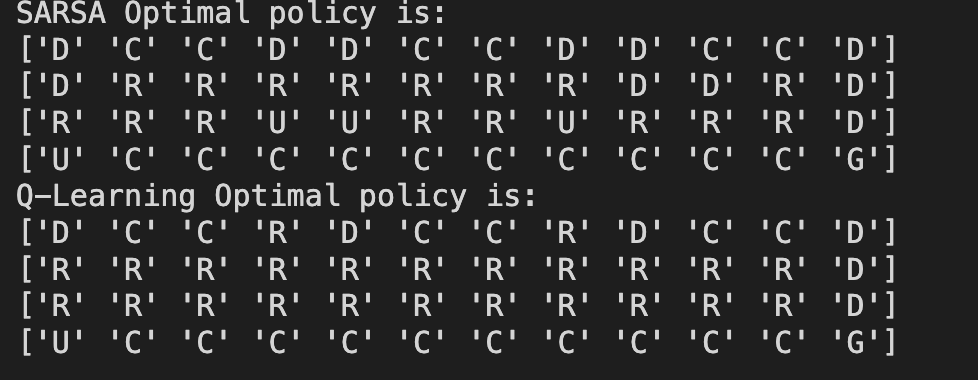 SARSA Optimal policy is:
['D' 'C' 'C' 'D' 'D' 'C' 'C' 'D' 'D' 'C' 'C' 'D']
['D' 'R' 'R' 'R' 'R' 'R' 'R' 'R' 'D' 'D' 'R' 'D']
['R' 'R' 'R' 'U' 'U' 'R' 'R' 'U' 'R' 'R' 'R' 'D']
['U' 'C' 'C' 'C' 'C' 'C' 'C' 'C' 'C' 'C' 'C' 'G']
Q-Learning Optimal policy is:
['D' 'C' 'C' 'R' 'D' 'C' 'C' 'R' 'D' 'C' 'C' 'D']
['R' 'R' 'R' 'R' 'R' 'R' 'R' 'R' 'R' 'R' 'R' 'D']
['R' 'R' 'R' 'R' 'R' 'R' 'R' 'R' 'R' 'R' 'R' 'D']
['U' 'C' 'C' 'C' 'C' 'C' 'C' 'C' 'C' 'C' 'C' 'G']